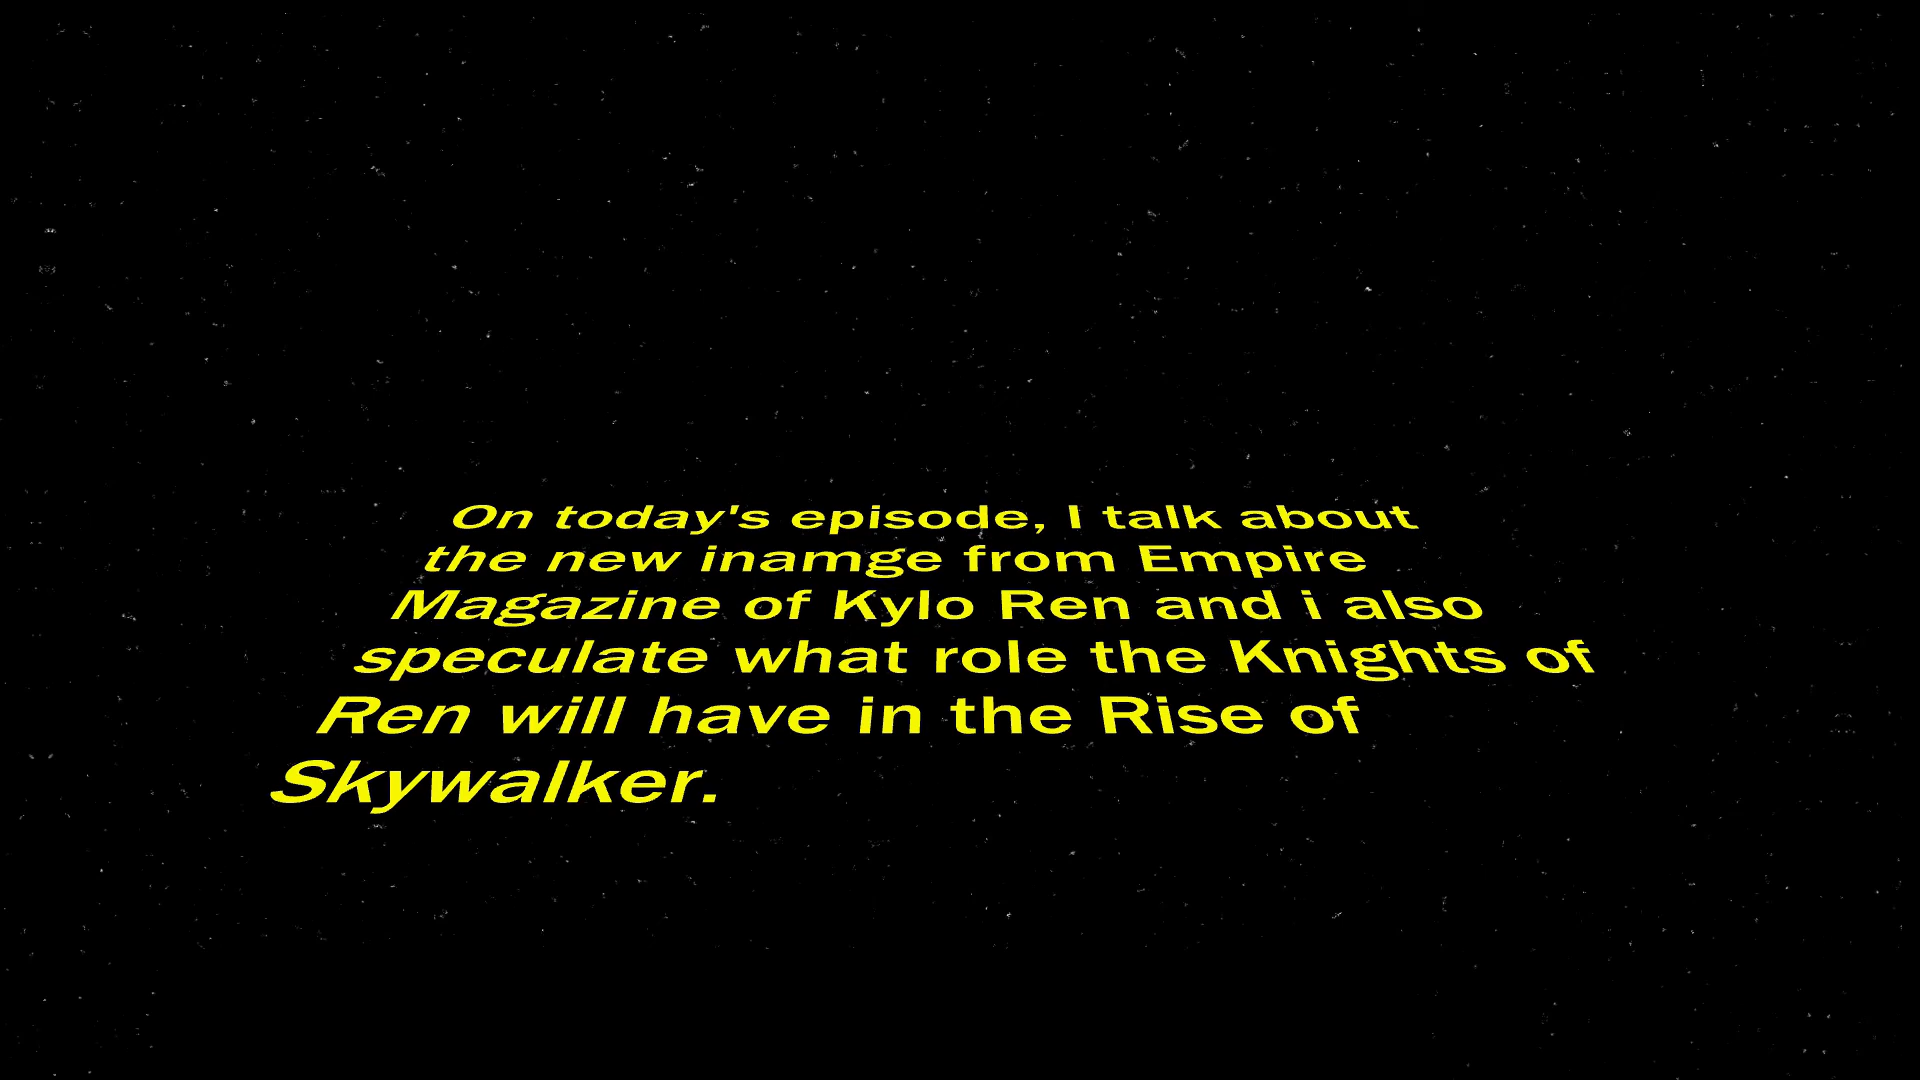 On today's episode, I talk about
the new inamge from Empire
Magazine of Kylo Ren and i also
speculate what role the Knights of
Ren will have in the Rise of
Skywalker.